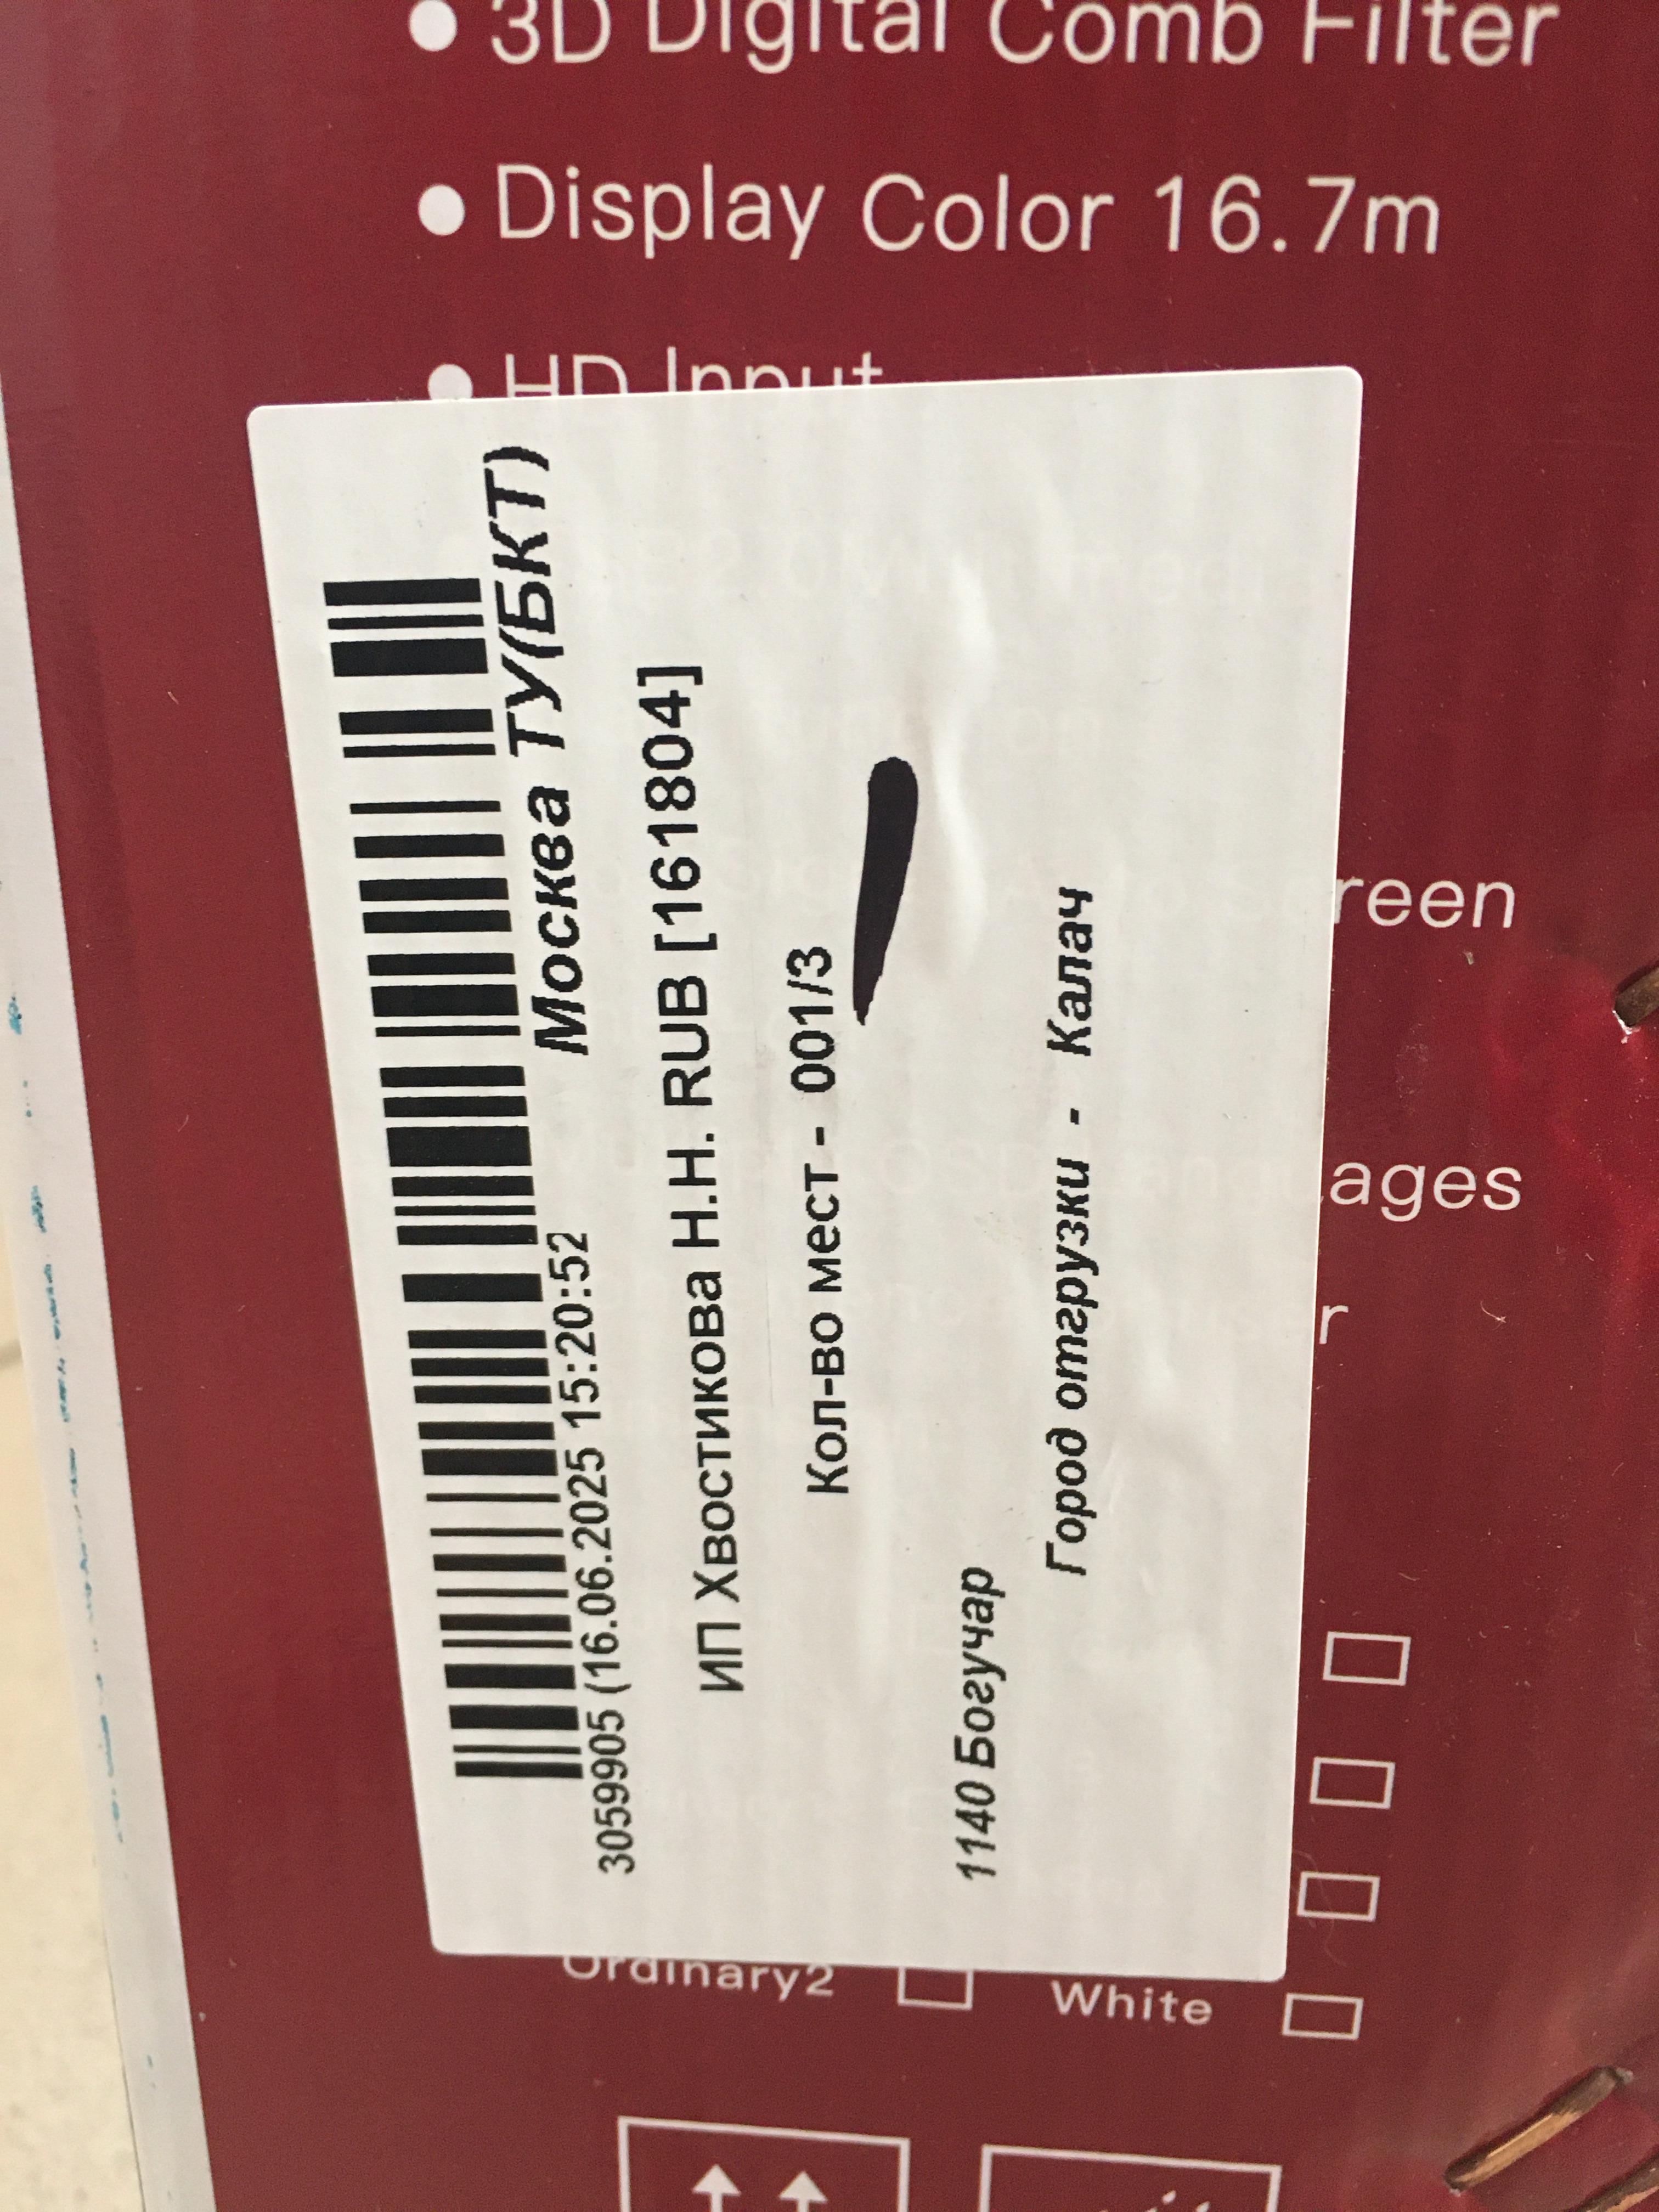 3D Digital Comb Filter
Display Color 16.7m
HD Input
Москва ТУ(БКТ)
3059905 (16.06.2025 15:20:52
ИП Хвостикова Н.Н. RUB [161804]
Кол-во мест - 001/3
1140 Богучар
Город отгрузки - Калач
reen
ages
r
Ordinary2
White